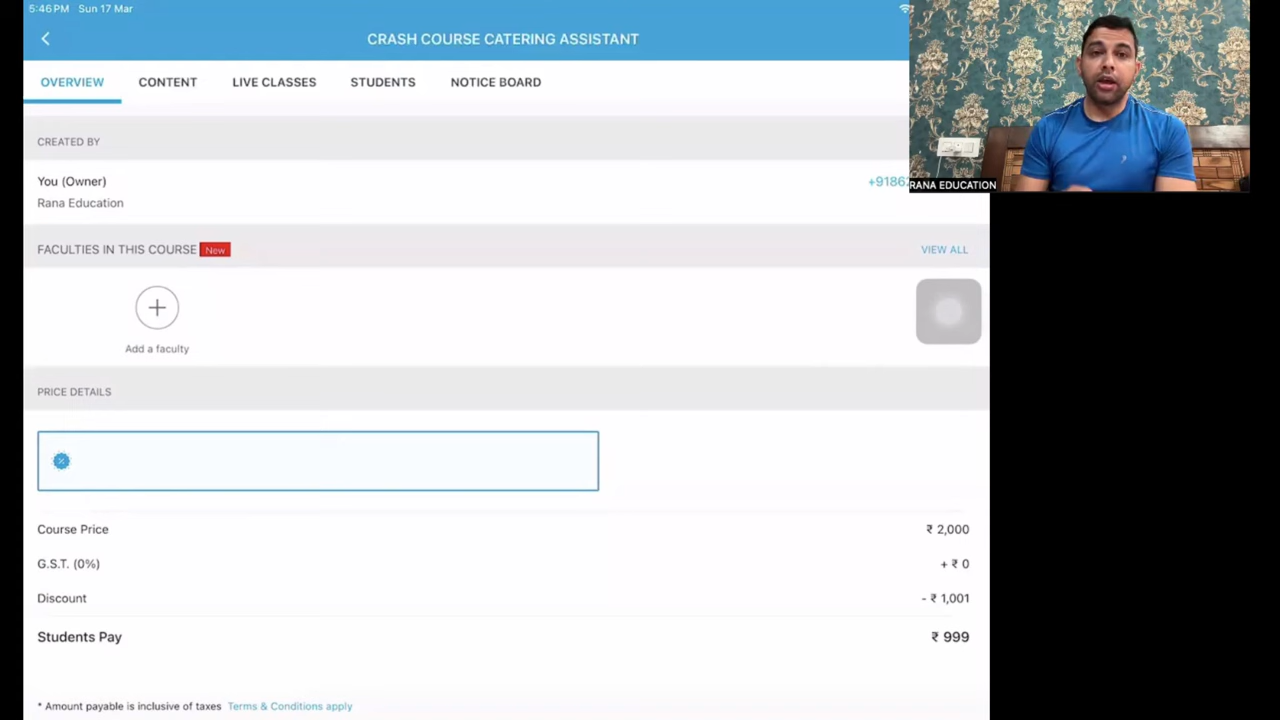 5:46 PM Sun 17 Mar
CRASH COURSE CATERING ASSISTANT
OVERVIEW CONTENT LIVE CLASSES STUDENTS NOTICE BOARD
CREATED BY
You (Owner) +9186
Rana Education
RANA EDUCATION
FACULTIES IN THIS COURSE New VIEW ALL
Add a faculty
PRICE DETAILS
Course Price ₹ 2,000
G.S.T. (0%) + ₹ 0
Discount - ₹ 1,001
Students Pay ₹ 999
* Amount payable is inclusive of taxes Terms & Conditions apply